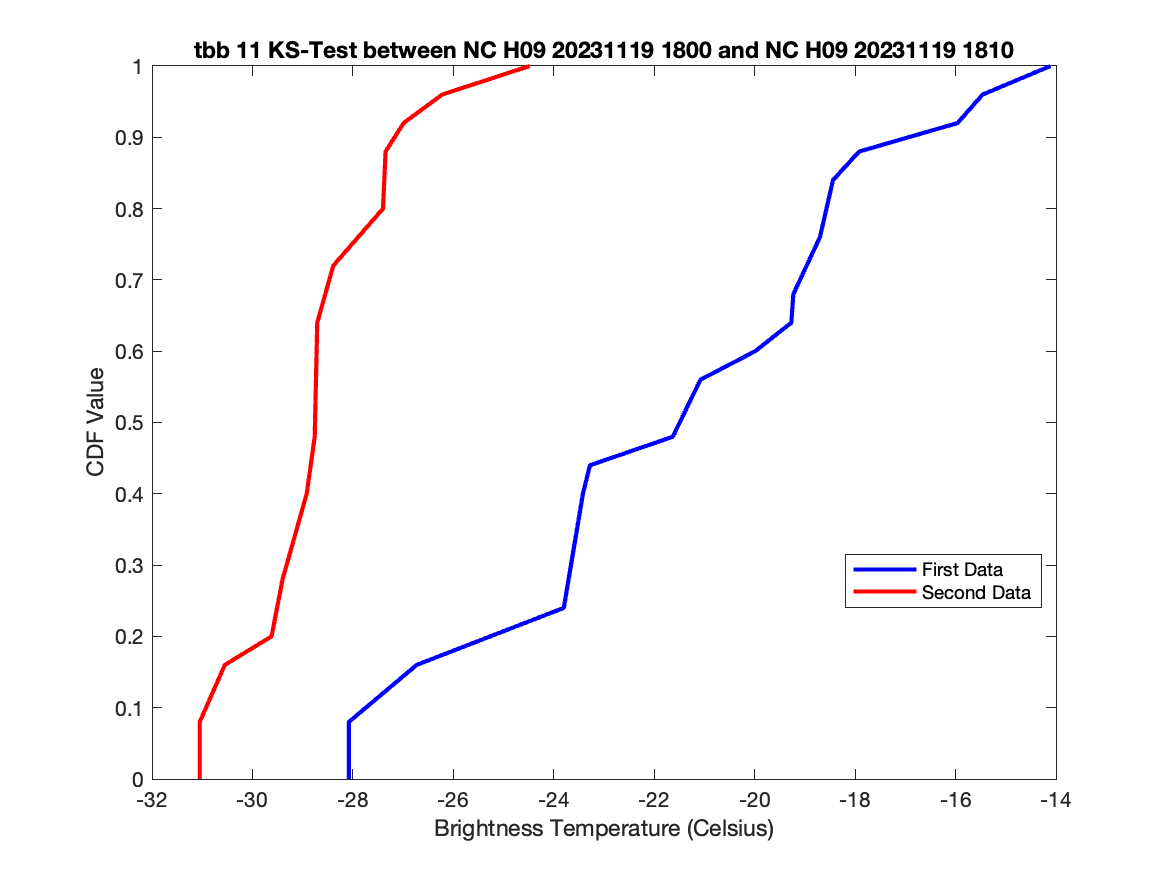 tbb 11 KS-Test between NC H09 20231119 1800 and NC H09 20231119 1810
1
0.9
0.8
0.7
0.6
0.5
0.4
0.3
0.2
0.1
0
CDF Value
First Data
Second Data
-32 -30 -28 -26 -24 -22 -20 -18 -16 -14
Brightness Temperature (Celsius)